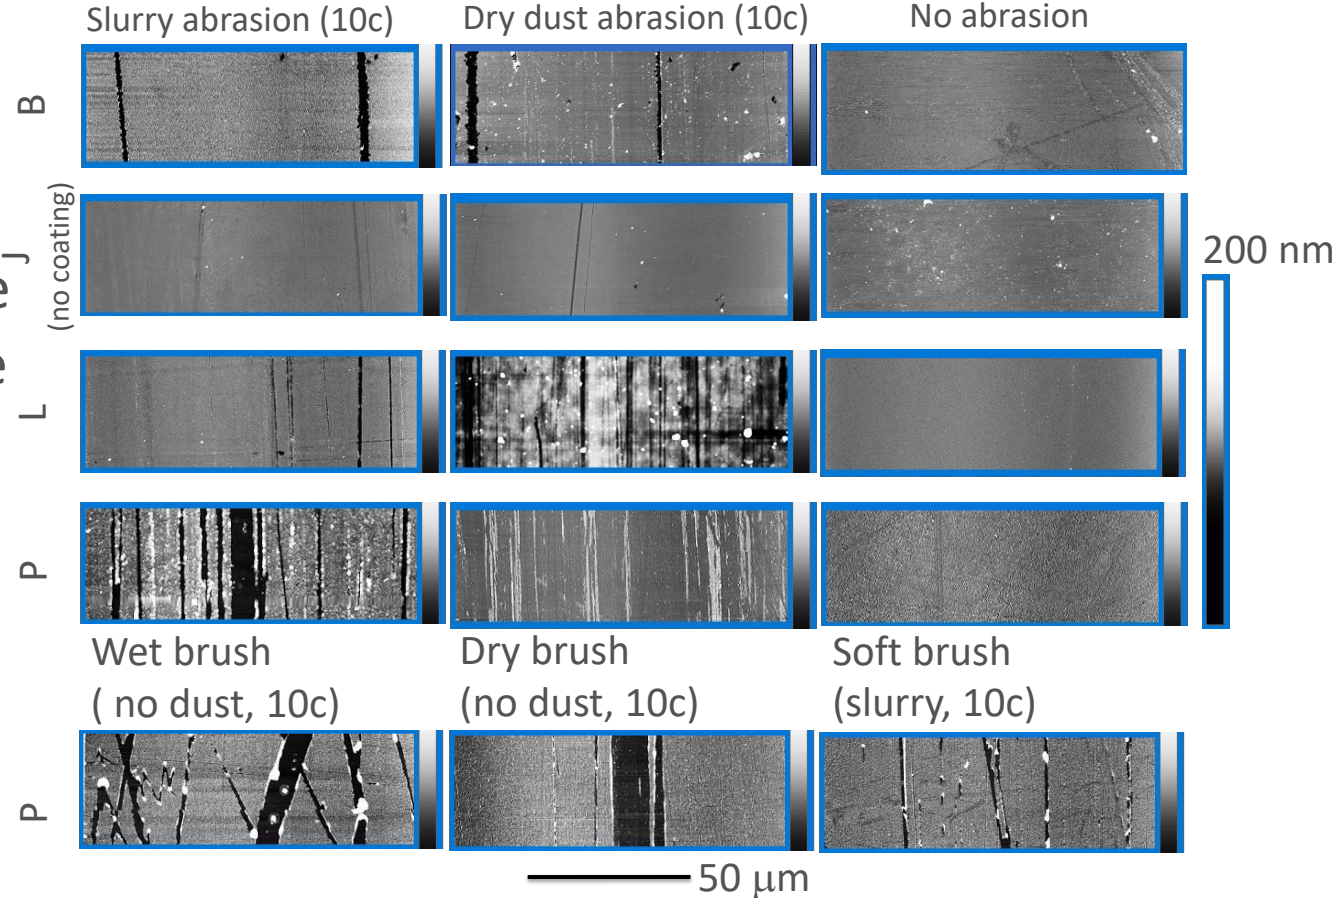 Slurry abrasion (10c)
Dry dust abrasion (10c)
No abrasion
B
J
(no coating)
200 nm
L
P
Wet brush
( no dust, 10c)
Dry brush
(no dust, 10c)
Soft brush
(slurry, 10c)
P
50 μm